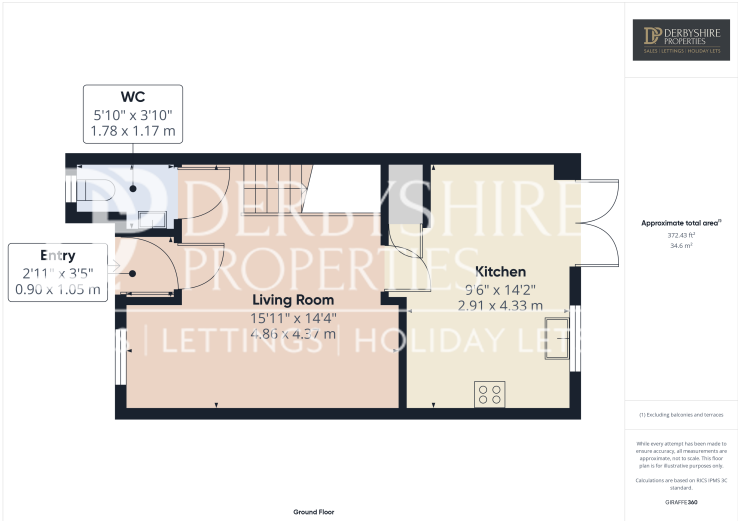 DERBYSHIRE
PROPERTIES
SALES | LETTINGS | HOLIDAY LETS
WC
5'10" x 3'10"
1.78 x 1.17 m
Entry
2'11" x 3'5"
0.90 x 1.05 m
Living Room
15'11" x 14'4"
4.86 x 4.37 m
Kitchen
9'6" x 14'2"
2.91 x 4.33 m
DERBYSHIRE
PROPERTIES
LETTINGS | HOLIDAY LETS
Ground Floor
Approximate total area⁽¹⁾
372.43 ft²
34.6 m²
(1) Excluding balconies and terraces
While every attempt has been made to
ensure accuracy, all measurements are
approximate, not to scale. This floor
plan is for illustrative purposes only.
Calculations are based on RICS IPMS 3C
standard.
GIRAFFE360